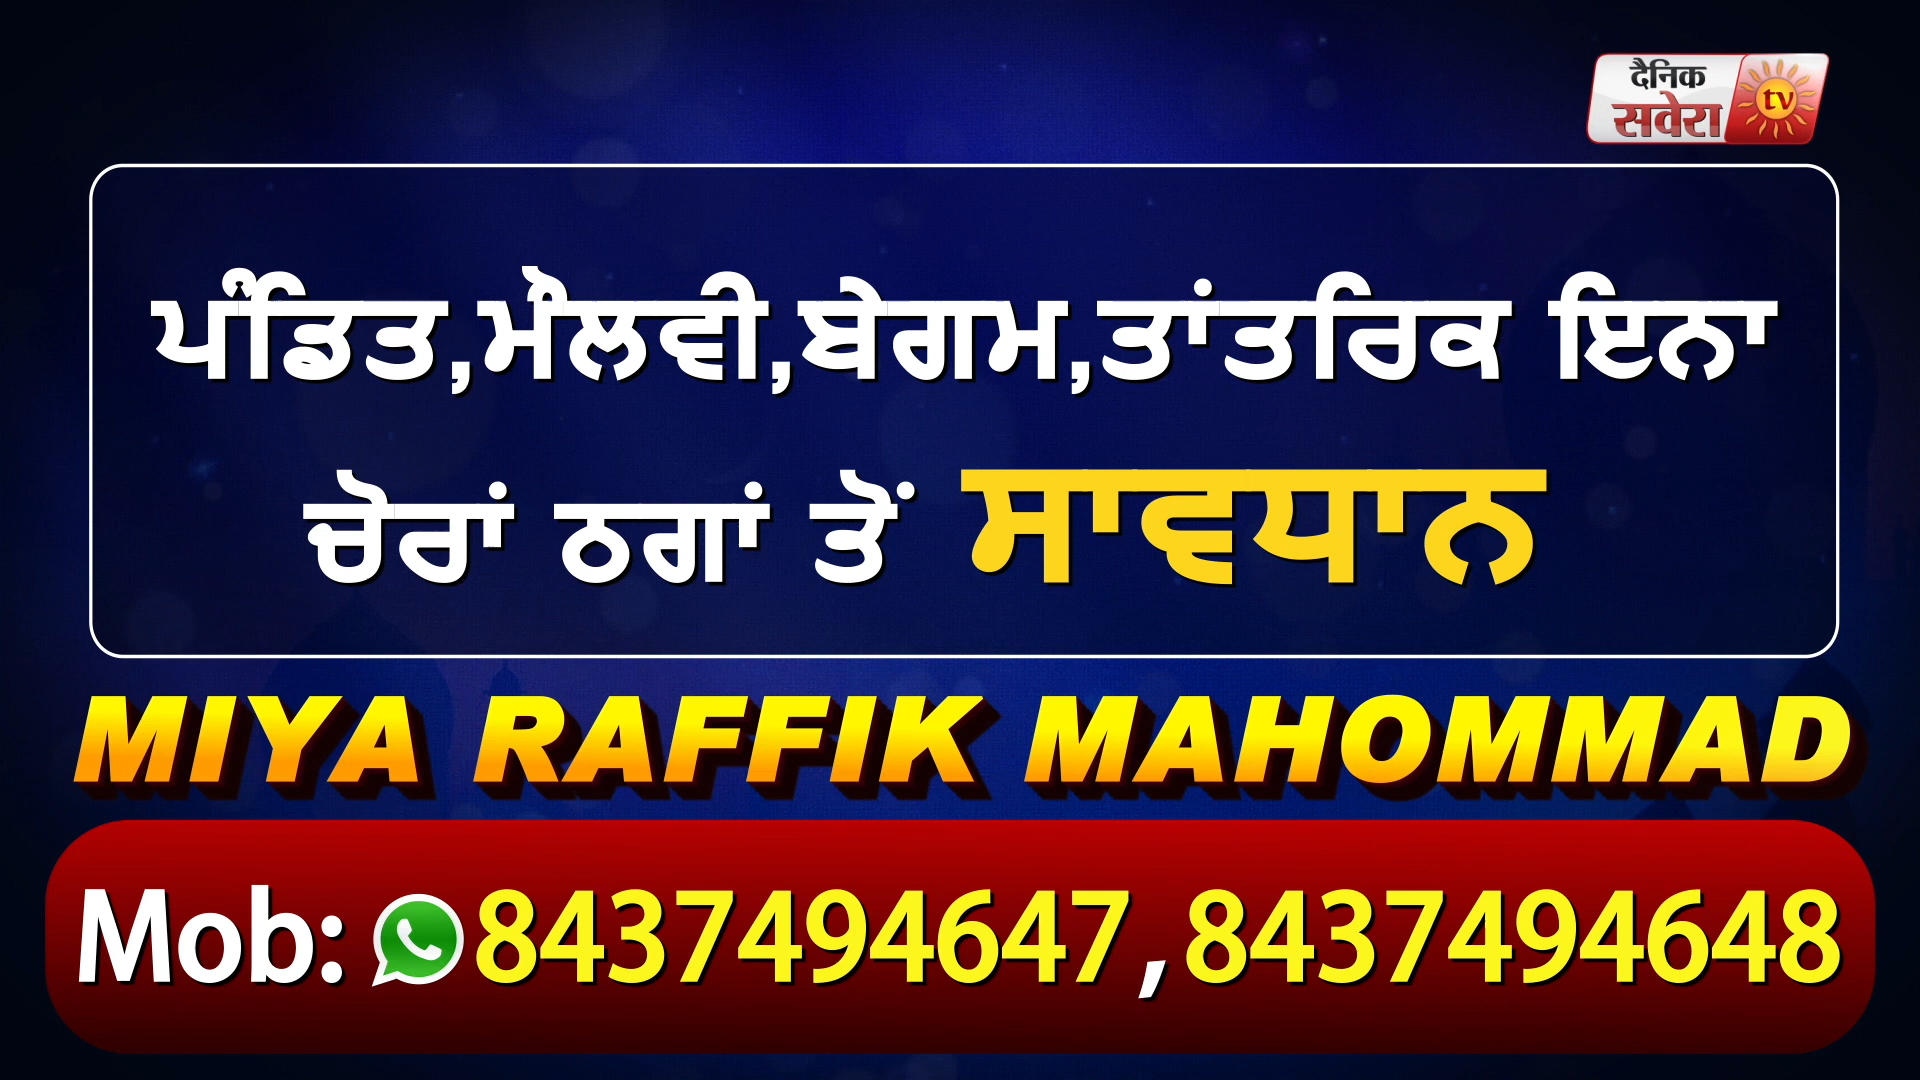 दैनिक
सवेरा tv
ਪੰਡਿਤ,ਮੌਲਵੀ,ਬੇਗਮ,ਤਾਂਤਰਿਕ ਇਨਾ
ਚੋਰਾਂ ਠਗਾਂ ਤੋਂ ਸਾਵਧਾਨ
MIYA RAFFIK MAHOMMAD
Mob: 8437494647, 8437494648